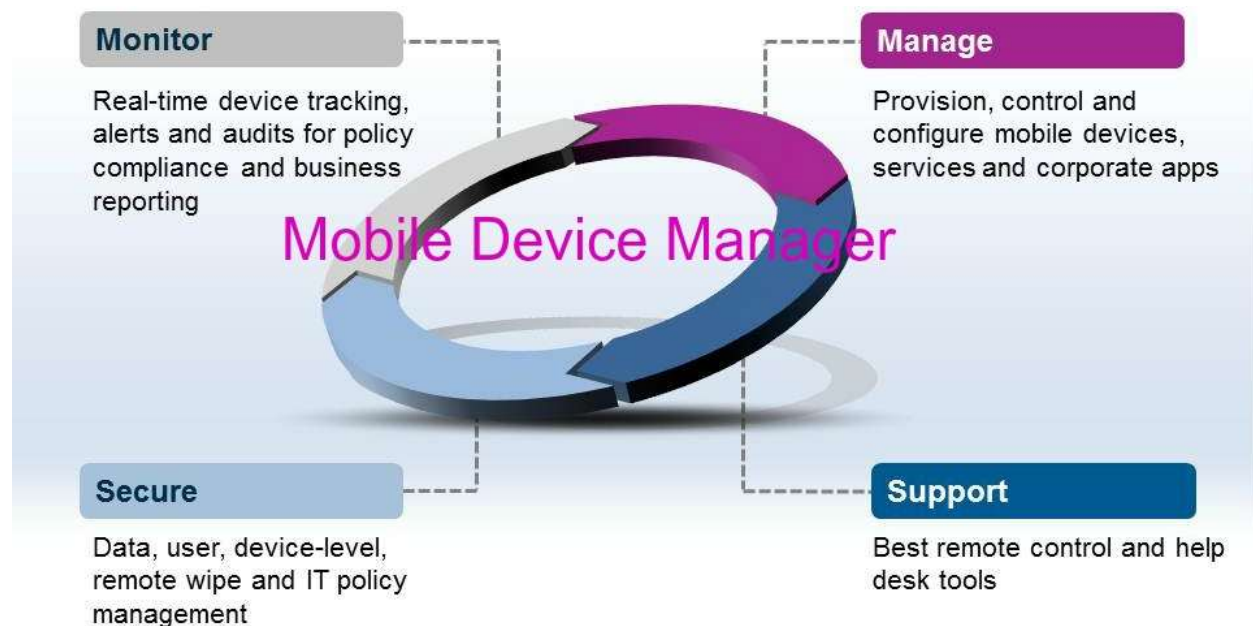 Monitor
Real-time device tracking,
alerts and audits for policy
compliance and business
reporting
Manage
Provision, control and
configure mobile devices,
services and corporate apps
Mobile Device Manager
Secure
Data, user, device-level,
remote wipe and IT policy
management
Support
Best remote control and help
desk tools